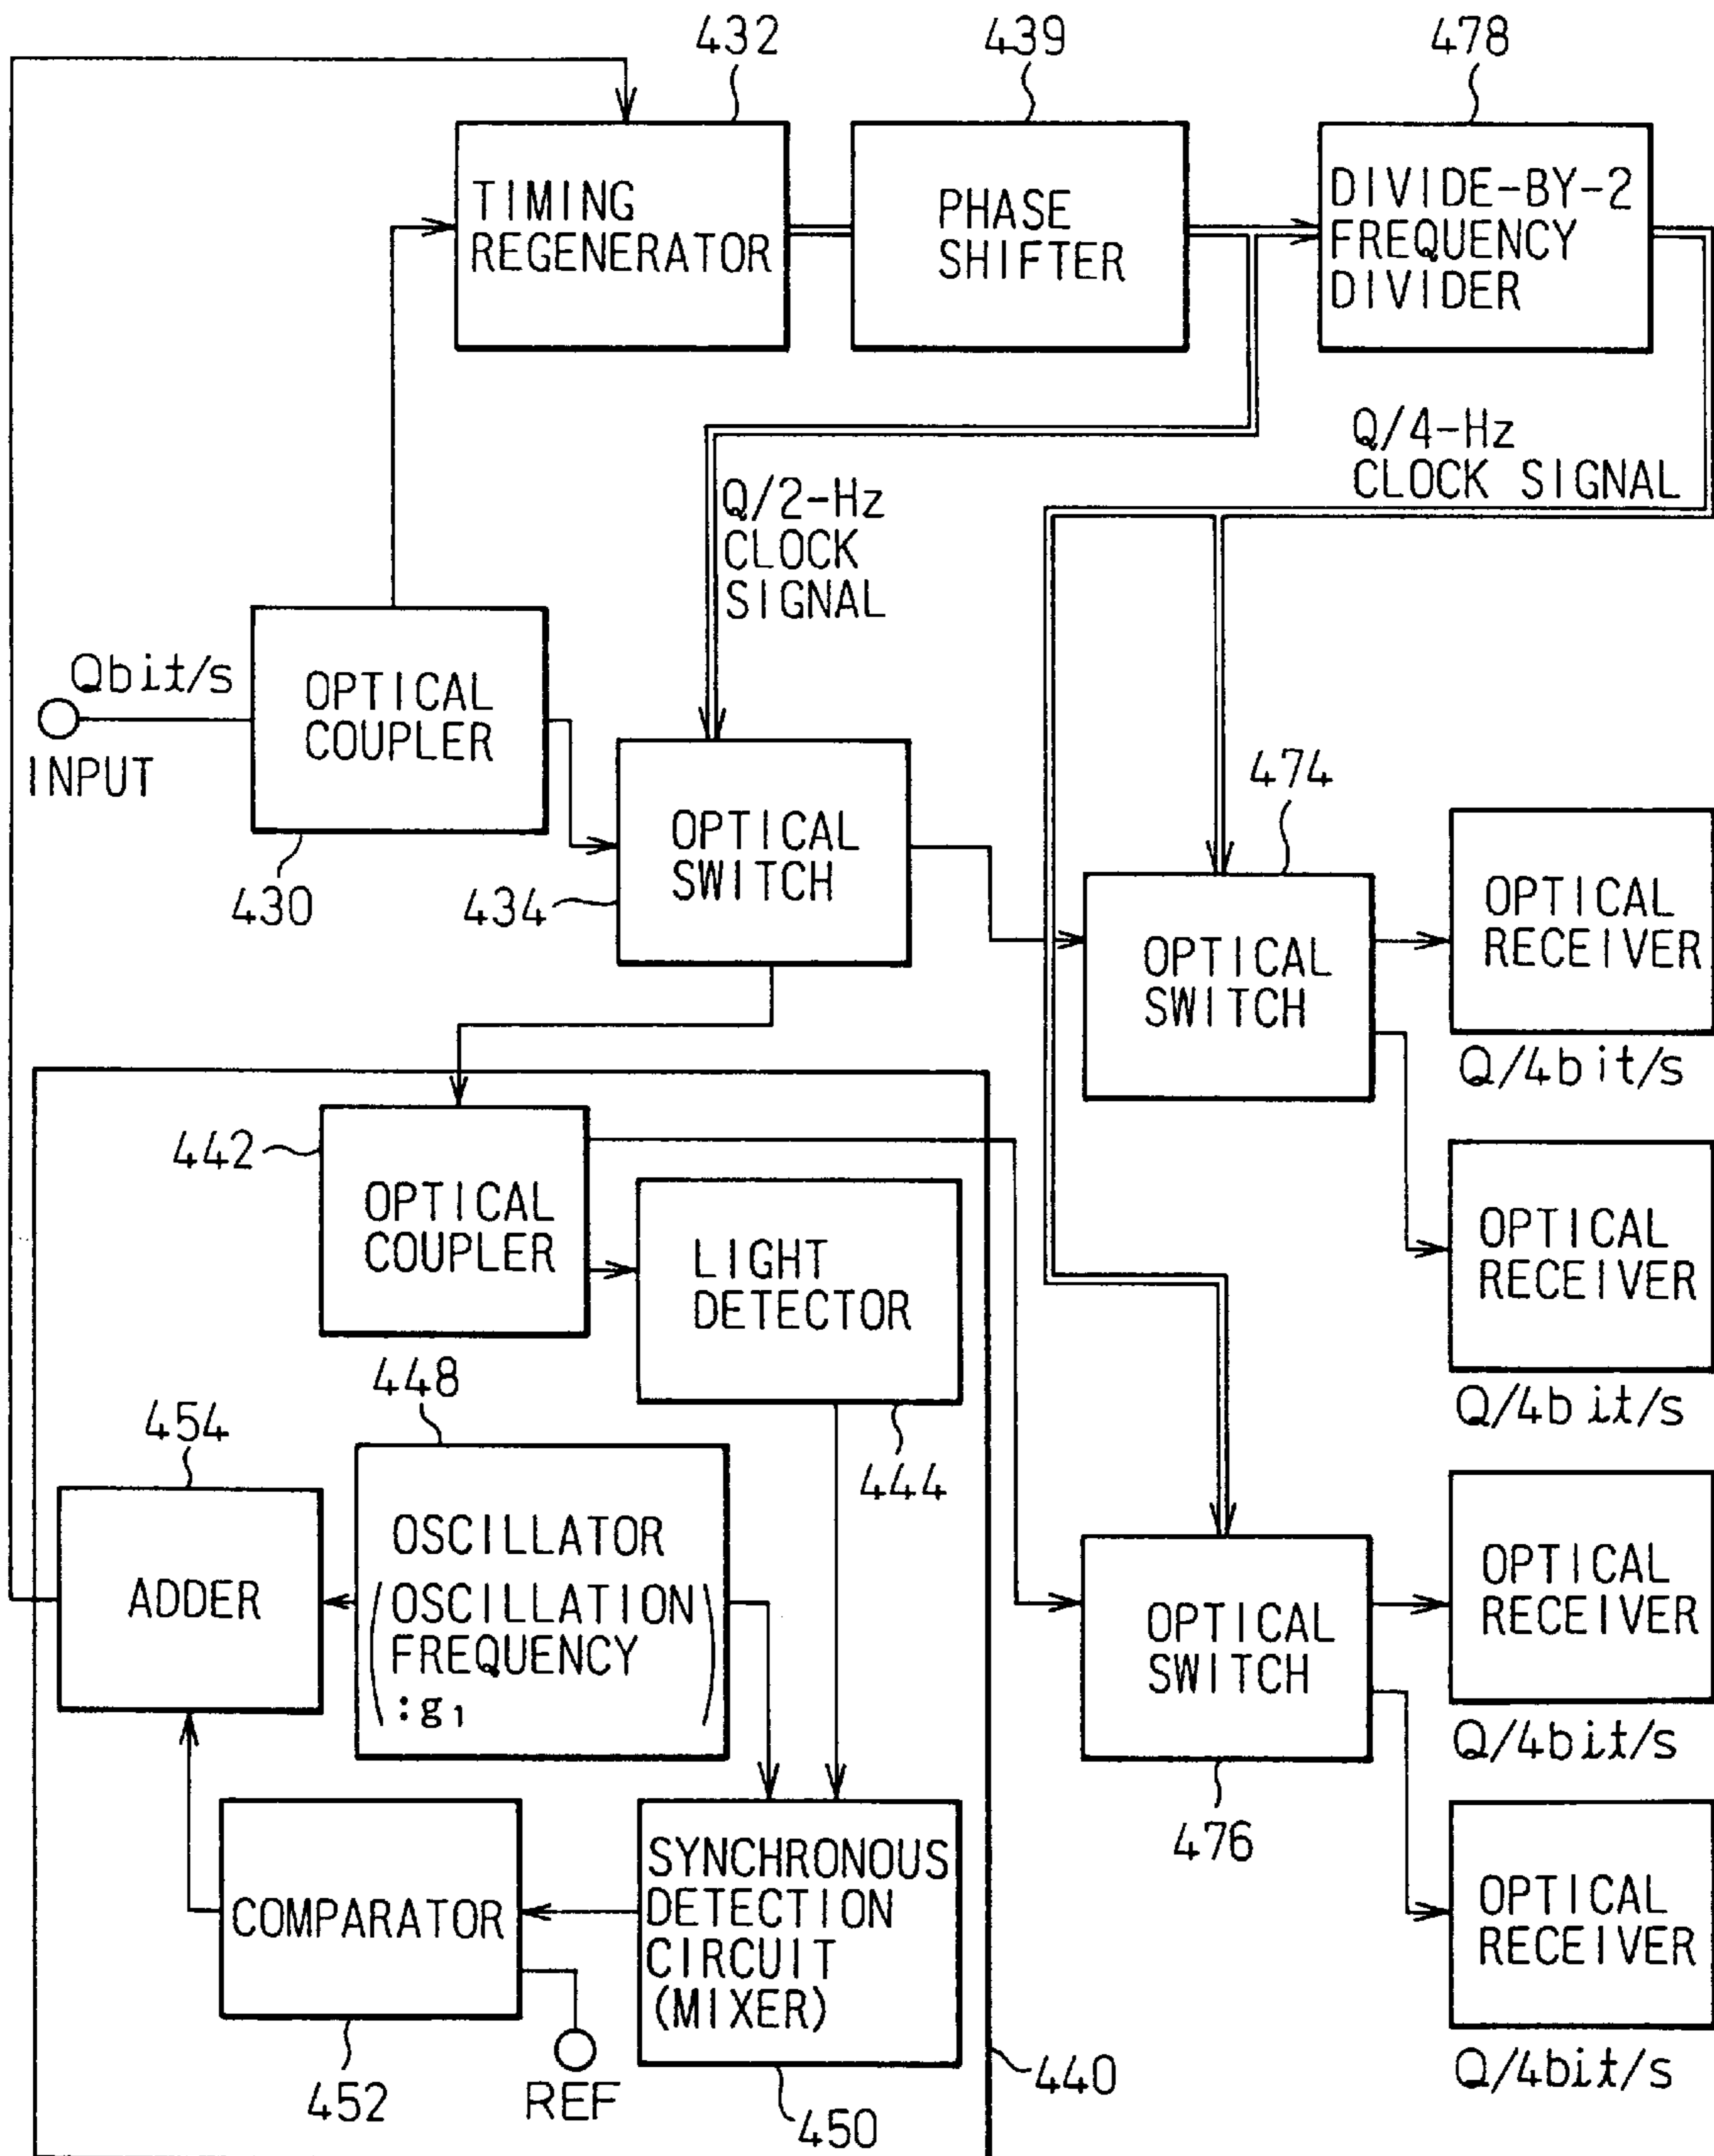 432
439
478
TIMING
REGENERATOR
PHASE
SHIFTER
DIVIDE-BY-2
FREQUENCY
DIVIDER
Q/4-Hz
CLOCK SIGNAL
Q/2-Hz
CLOCK
SIGNAL
Qbit/s
INPUT
OPTICAL
COUPLER
430
OPTICAL
SWITCH
434
474
OPTICAL
SWITCH
OPTICAL
RECEIVER
Q/4bit/s
OPTICAL
RECEIVER
Q/4bit/s
442
OPTICAL
COUPLER
LIGHT
DETECTOR
444
448
OSCILLATOR
(OSCILLATION
FREQUENCY
:g₁)
454
ADDER
OPTICAL
SWITCH
476
OPTICAL
RECEIVER
Q/4bit/s
OPTICAL
RECEIVER
Q/4bit/s
COMPARATOR
452
REF
SYNCHRONOUS
DETECTION
CIRCUIT
(MIXER)
450
440